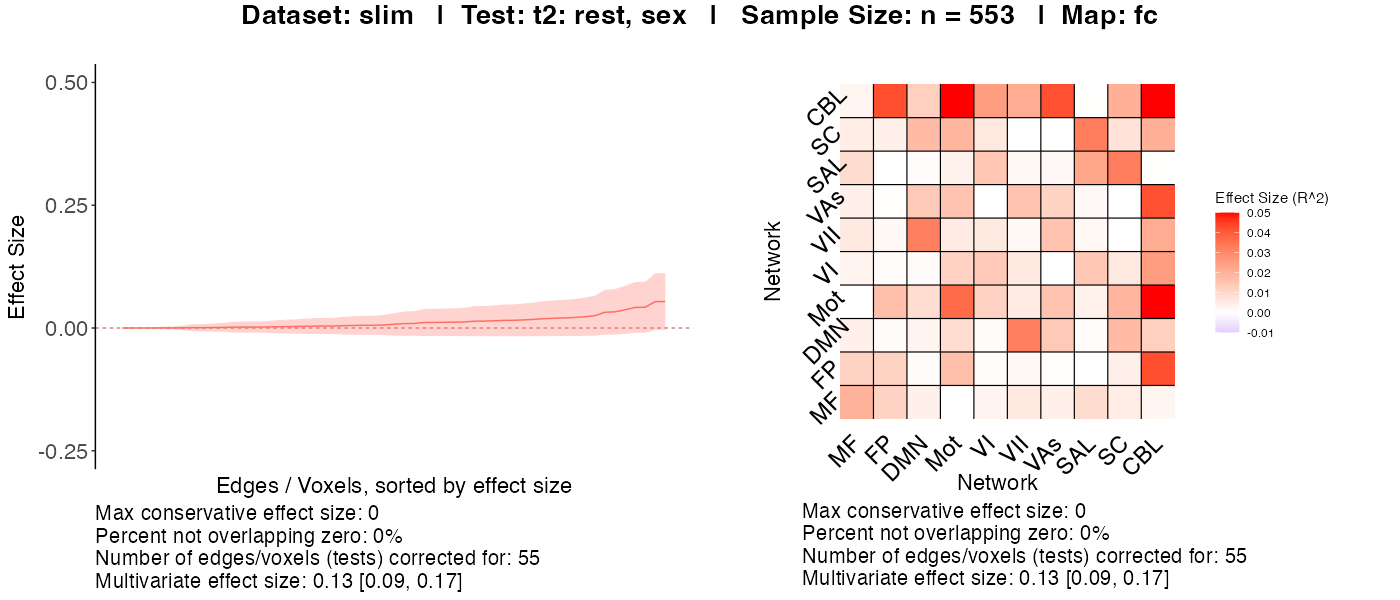 Dataset: slim | Test: t2: rest, sex | Sample Size: n = 553 | Map: fc
0.50
0.25
0.00
-0.25
Effect Size
Edges / Voxels, sorted by effect size
Max conservative effect size: 0
Percent not overlapping zero: 0%
Number of edges/voxels (tests) corrected for: 55
Multivariate effect size: 0.13 [0.09, 0.17]
Network
CBL
SC
SAL
VAs
VII
VI
Mot
DMN
FP
MF
MF FP DMN Mot VI VII VAs SAL SC CBL
Network
Effect Size (R^2)
0.05
0.04
0.03
0.02
0.01
0.00
-0.01
Max conservative effect size: 0
Percent not overlapping zero: 0%
Number of edges/voxels (tests) corrected for: 55
Multivariate effect size: 0.13 [0.09, 0.17]